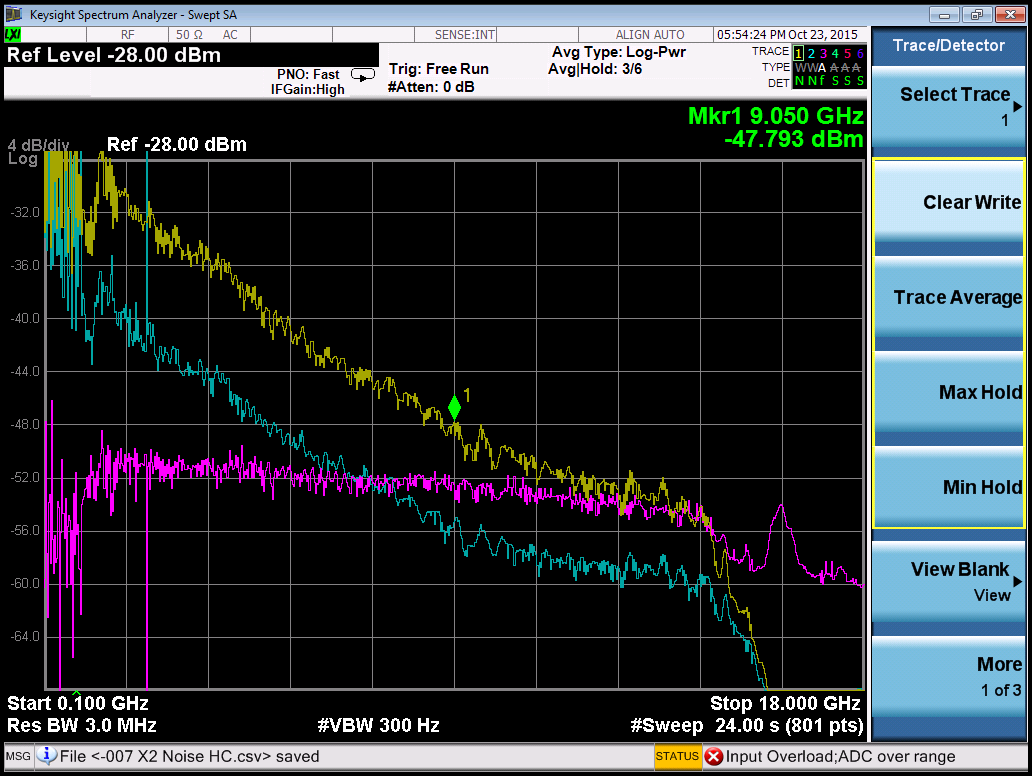 Keysight Spectrum Analyzer - Swept SA
LXI RF 50 Ω AC SENSE:INT ALIGN AUTO 05:54:24 PM Oct 23, 2015
Ref Level -28.00 dBm
PNO: Fast
IFGain:High
Trig: Free Run
#Atten: 0 dB
Avg Type: Log-Pwr
Avg|Hold: 3/6
TRACE 1 2 3 4 5 6
TYPE W W A A A A
DET N N f S S S
Mkr1 9.050 GHz
-47.793 dBm
4 dB/div
Log
Ref -28.00 dBm
-32.0
-36.0
-40.0
-44.0
-48.0
-52.0
-56.0
-60.0
-64.0
1
Start 0.100 GHz
Stop 18.000 GHz
Res BW 3.0 MHz
#VBW 300 Hz
#Sweep 24.00 s (801 pts)
Trace/Detector
Select Trace
1
Clear Write
Trace Average
Max Hold
Min Hold
View Blank
View
More
1 of 3
MSG File <-007 X2 Noise HC.csv> saved
STATUS Input Overload;ADC over range